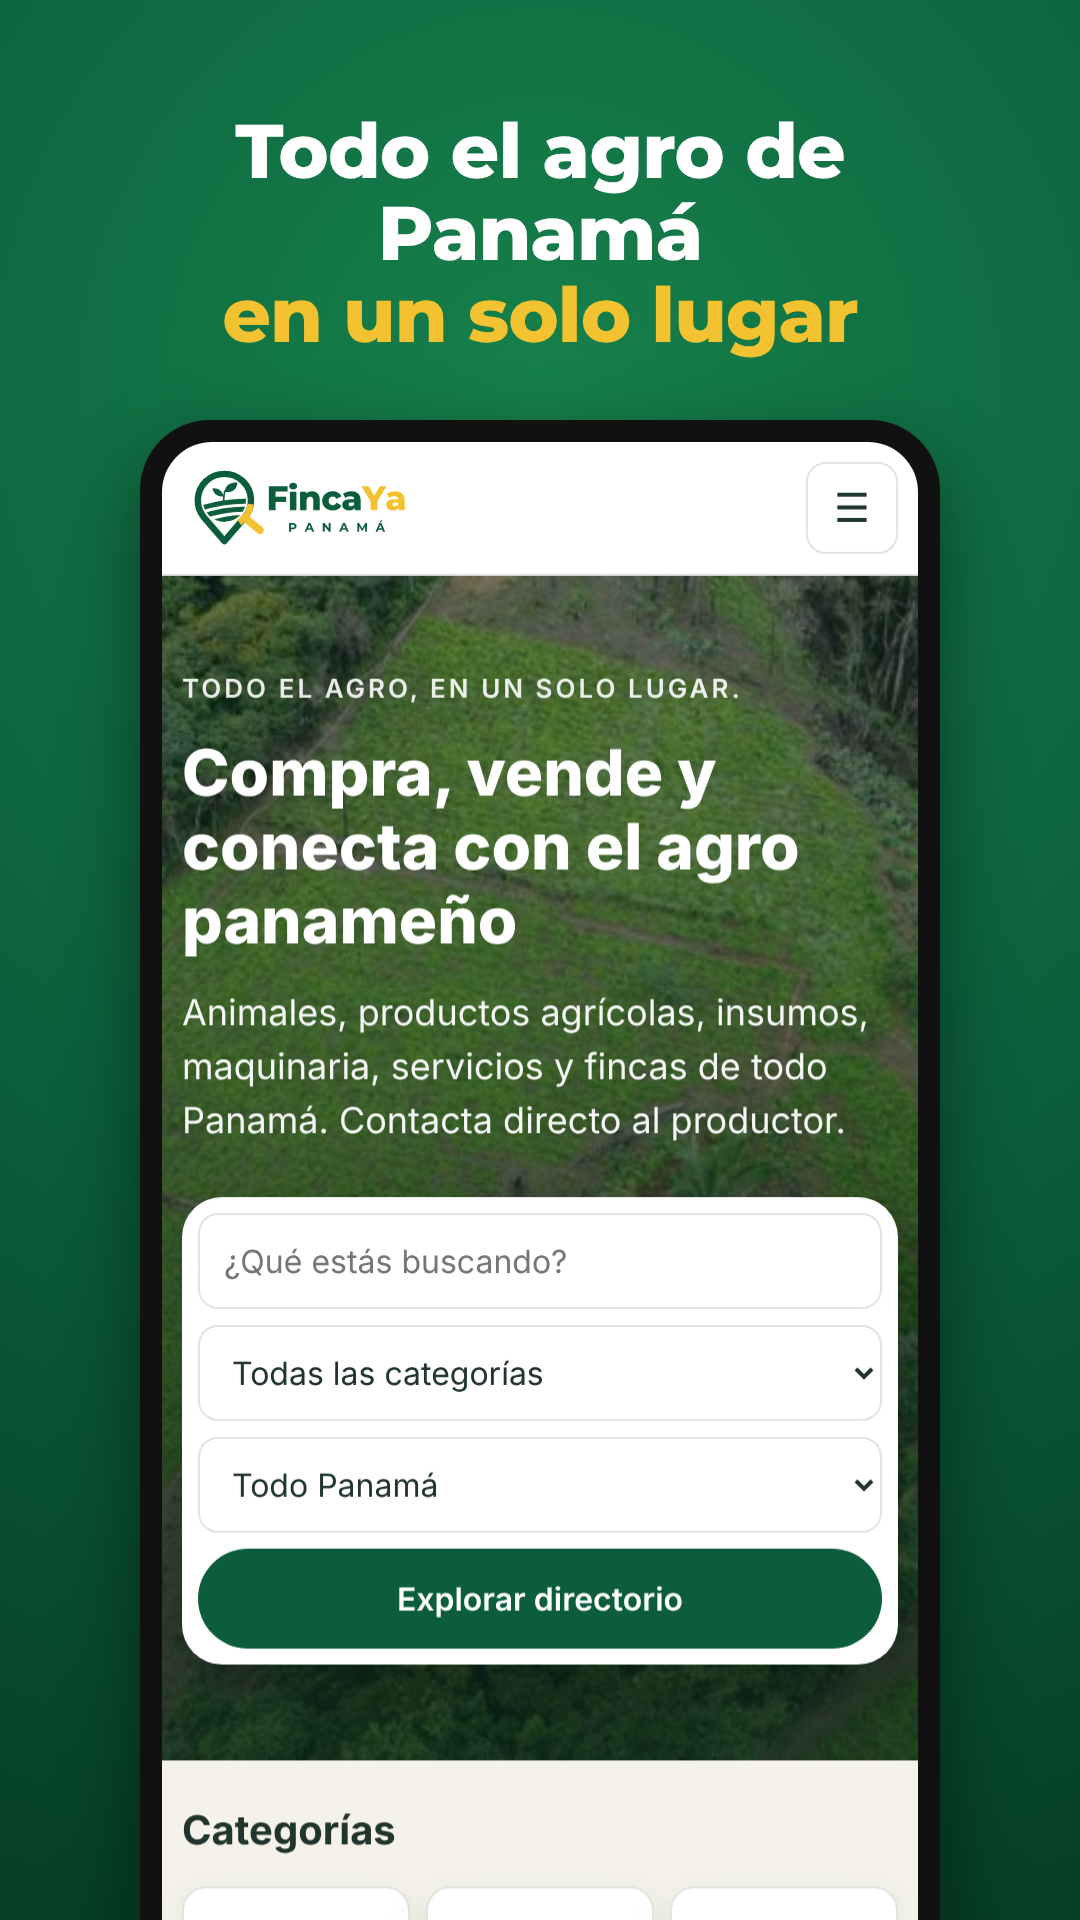 Todo el agro de
Panamá
en un solo lugar
FincaYa
PANAMÁ
TODO EL AGRO, EN UN SOLO LUGAR.
Compra, vende y
conecta con el agro
panameño
Animales, productos agrícolas, insumos,
maquinaria, servicios y fincas de todo
Panamá. Contacta directo al productor.
¿Qué estás buscando?
Todas las categorías
Todo Panamá
Explorar directorio
Categorías